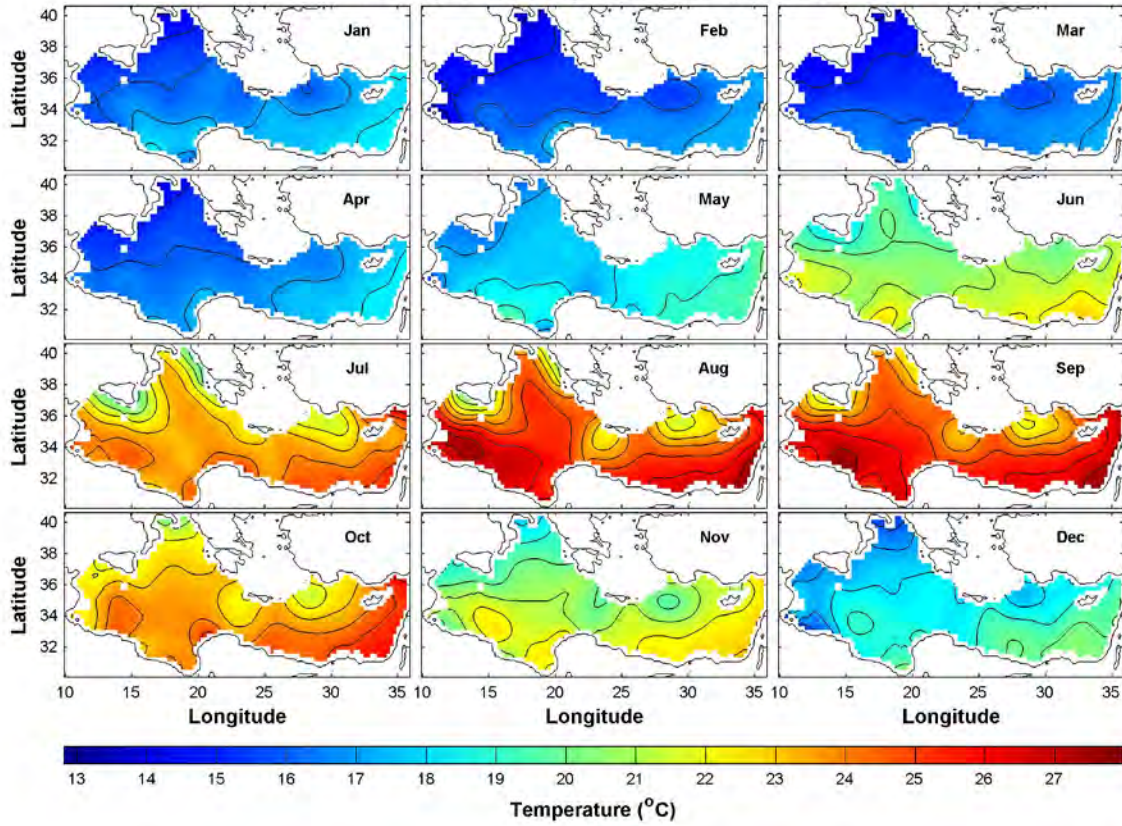 Jan Feb Mar
Latitude
40
38
36
34
32
Apr May Jun
Latitude
40
38
36
34
32
Jul Aug Sep
Latitude
40
38
36
34
32
Oct Nov Dec
Latitude
40
38
36
34
32
10 15 20 25 30 35 10 15 20 25 30 35 10 15 20 25 30 35
Longitude Longitude Longitude
13 14 15 16 17 18 19 20 21 22 23 24 25 26 27
Temperature (°C)